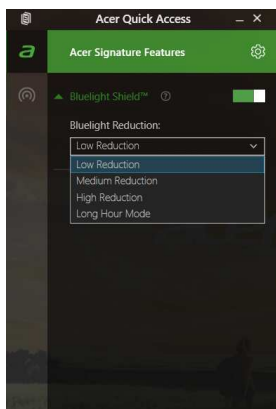 Acer Quick Access
Acer Signature Features
Bluelight Shield™
Bluelight Reduction:
Low Reduction
Low Reduction
Medium Reduction
High Reduction
Long Hour Mode